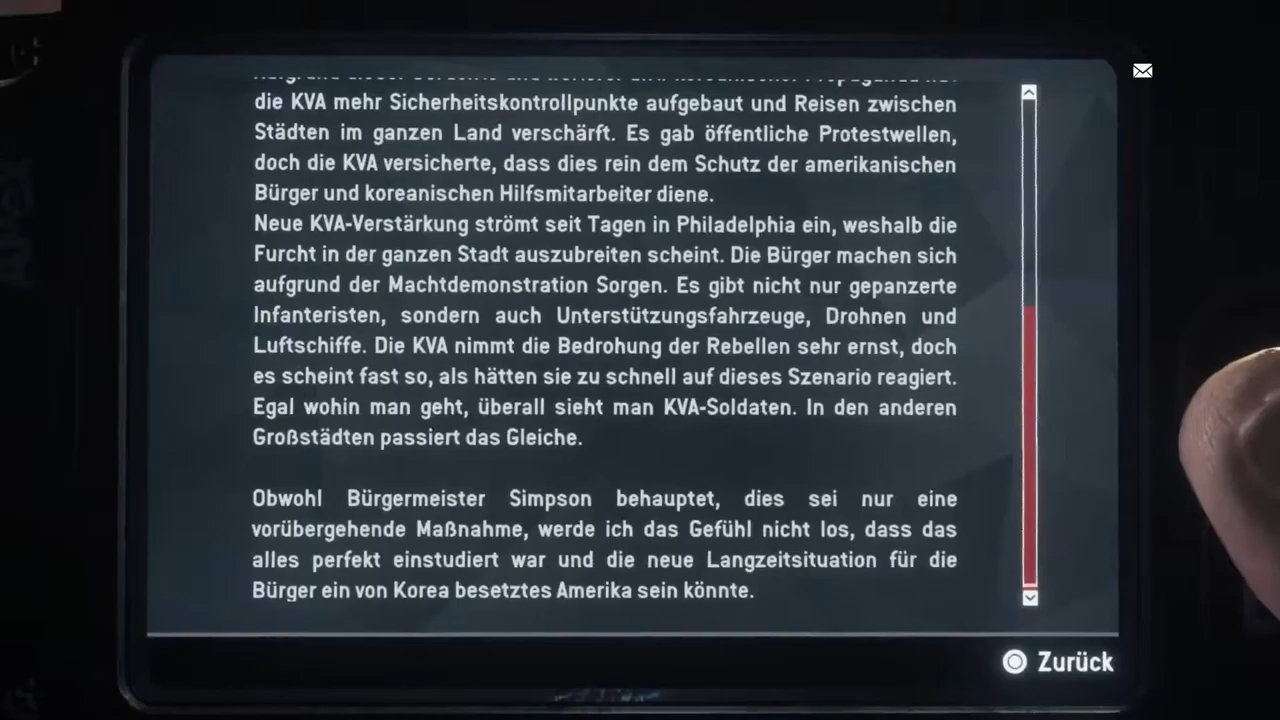 die KVA mehr Sicherheitskontrollpunkte aufgebaut und Reisen zwischen
Städten im ganzen Land verschärft. Es gab öffentliche Protestwellen,
doch die KVA versicherte, dass dies rein dem Schutz der amerikanischen
Bürger und koreanischen Hilfsmitarbeiter diene.
Neue KVA-Verstärkung strömt seit Tagen in Philadelphia ein, weshalb die
Furcht in der ganzen Stadt auszubreiten scheint. Die Bürger machen sich
aufgrund der Machtdemonstration Sorgen. Es gibt nicht nur gepanzerte
Infanteristen, sondern auch Unterstützungsfahrzeuge, Drohnen und
Luftschiffe. Die KVA nimmt die Bedrohung der Rebellen sehr ernst, doch
es scheint fast so, als hätten sie zu schnell auf dieses Szenario reagiert.
Egal wohin man geht, überall sieht man KVA-Soldaten. In den anderen
Großstädten passiert das Gleiche.
Obwohl Bürgermeister Simpson behauptet, dies sei nur eine
vorübergehende Maßnahme, werde ich das Gefühl nicht los, dass das
alles perfekt einstudiert war und die neue Langzeitsituation für die
Bürger ein von Korea besetztes Amerika sein könnte.
Zurück